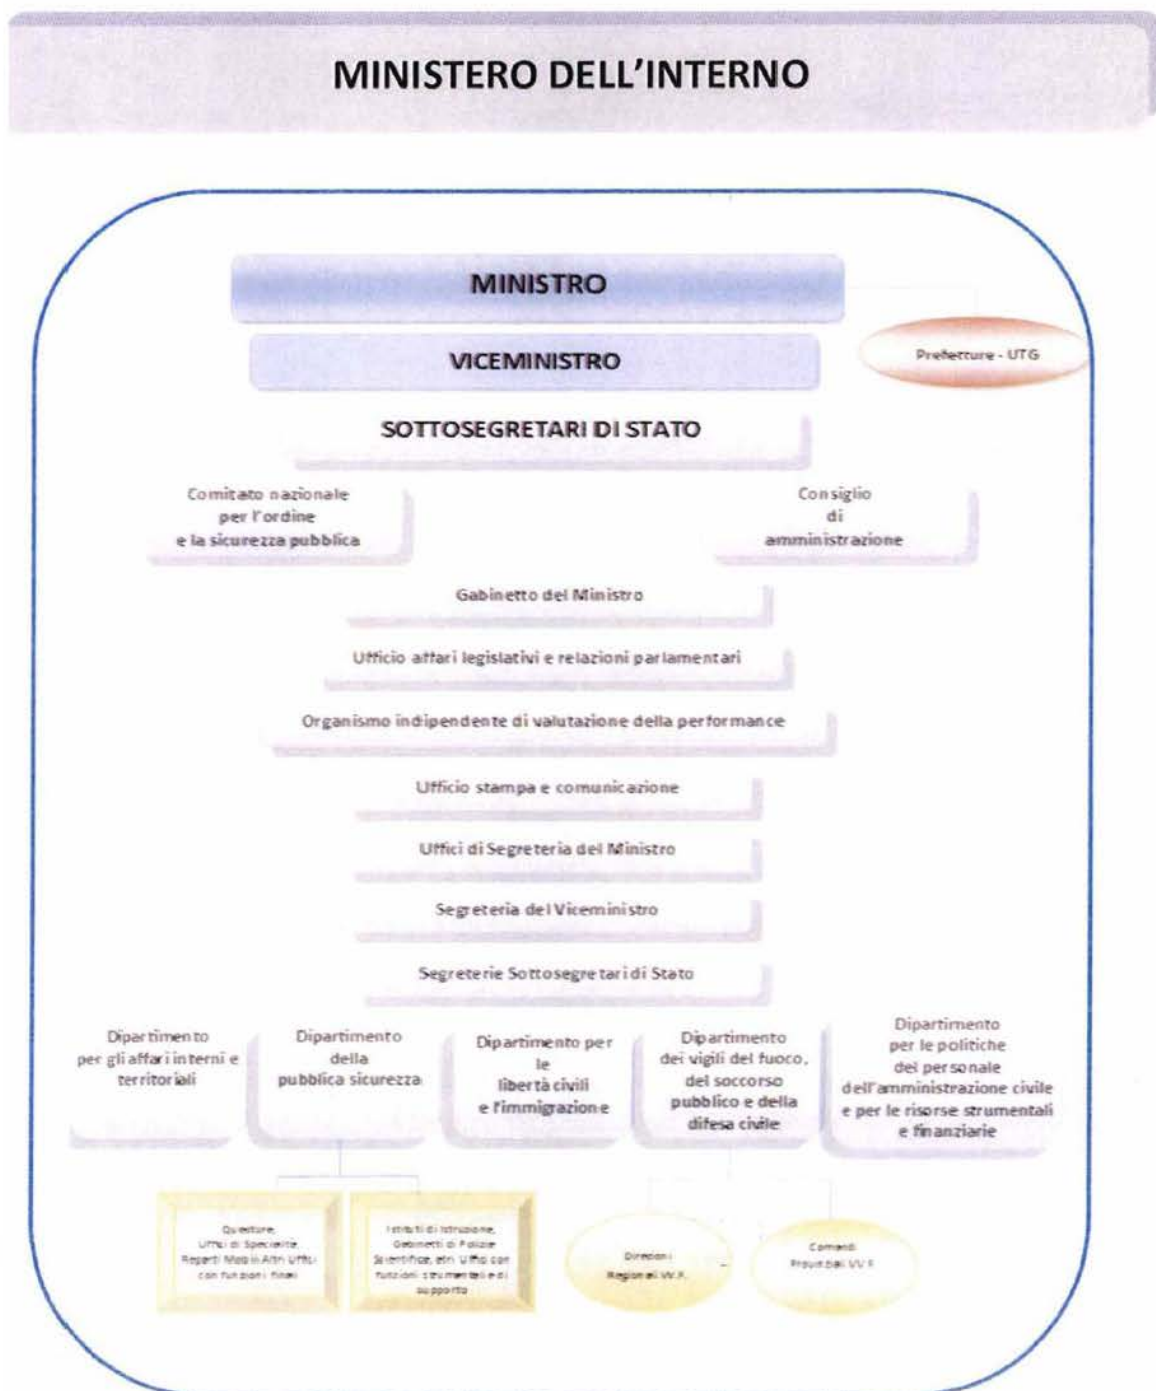 MINISTERO DELL'INTERNO
MINISTRO
VICEMINISTRO
Prefetture - UTG
SOTTOSEGRETARI DI STATO
Comitato nazionale
per l'ordine
e la sicurezza pubblica
Consiglio
di
amministrazione
Gabinetto del Ministro
Ufficio affari legislativi e relazioni parlamentari
Organismo indipendente di valutazione della performance
Ufficio stampa e comunicazione
Uffici di Segreteria del Ministro
Segreteria del Viceministro
Segreterie Sottosegretari di Stato
Dipartimento
per gli affari interni e
territoriali
Dipartimento
della
pubblica sicurezza
Dipartimento per
le
libertà civili
e l'immigrazione
Dipartimento
dei vigili del fuoco,
del soccorso
pubblico e della
difesa civile
Dipartimento
per le politiche
del personale
dell'amministrazione civile
e per le risorse strumentali
e finanziarie
Questure,
Uffici di Specialità,
Reparti Mobili Altri Uffici
con funzioni finali
Istituti di Istruzione,
Gabinetti di Polizia
Scientifica, altri Uffici con
funzioni strumentali e di
supporto
Direzioni
Regionali VV.F.
Comandi
Provinciali VV.F.